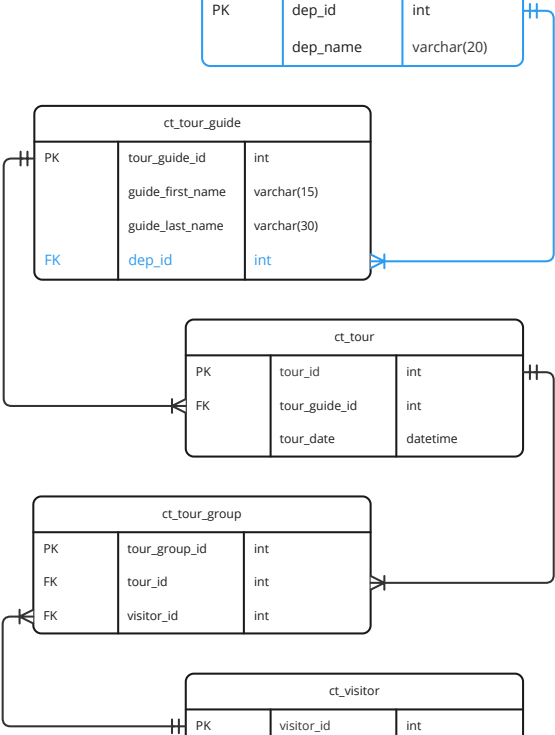 PK dep_id int
dep_name varchar(20)
ct_tour_guide
PK tour_guide_id int
guide_first_name varchar(15)
guide_last_name varchar(30)
FK dep_id int
ct_tour
PK tour_id int
FK tour_guide_id int
tour_date datetime
ct_tour_group
PK tour_group_id int
FK tour_id int
FK visitor_id int
ct_visitor
PK visitor_id int